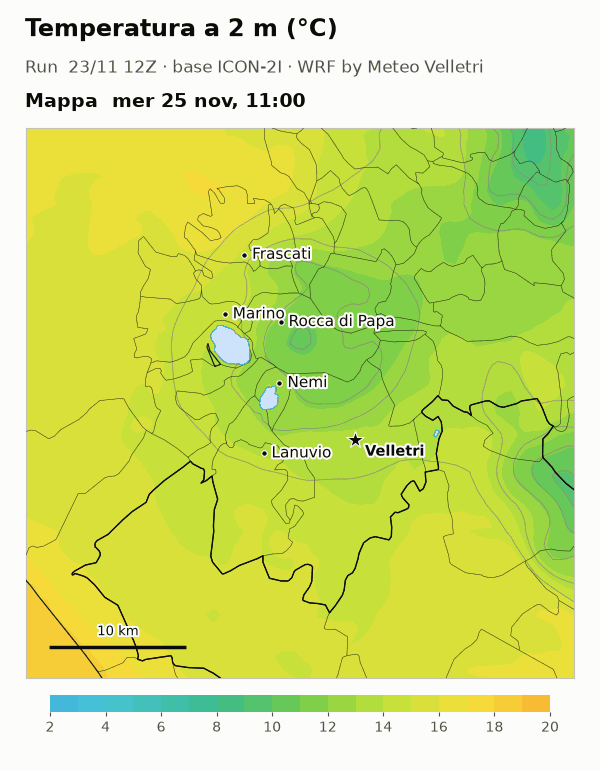 Temperatura a 2 m (°C)
Run  23/11 12Z · base ICON-2I · WRF by Meteo Velletri
Mappa  mer 25 nov, 11:00
Frascati
Marino
Rocca di Papa
Nemi
Velletri
Lanuvio
10 km
2 4 6 8 10 12 14 16 18 20